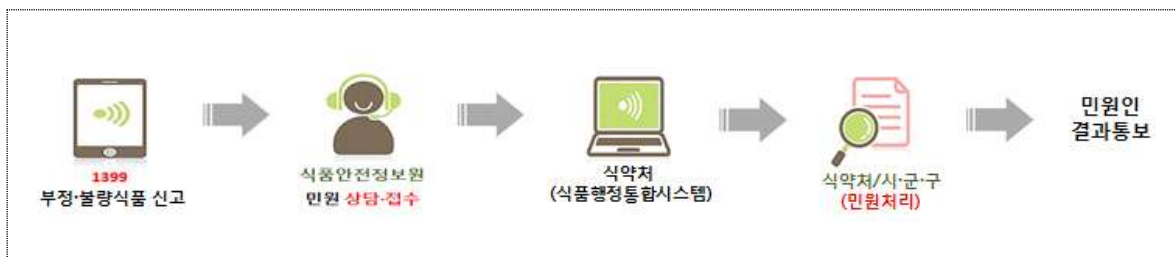 1399
부정·불량식품 신고
식품안전정보원
민원 상담·접수
식약처
(식품행정통합시스템)
식약처/시·군·구
(민원처리)
민원인
결과통보